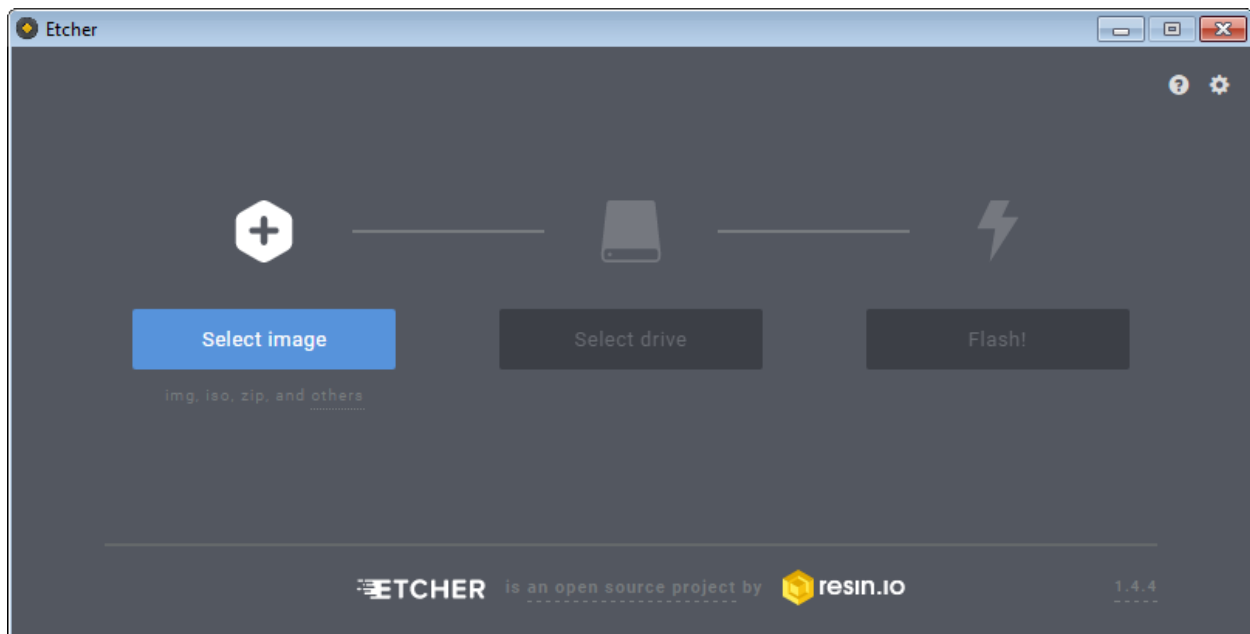 Etcher
Select image
Select drive
Flash!
img, iso, zip, and others
ETCHER is an open source project by resin.io
1.4.4